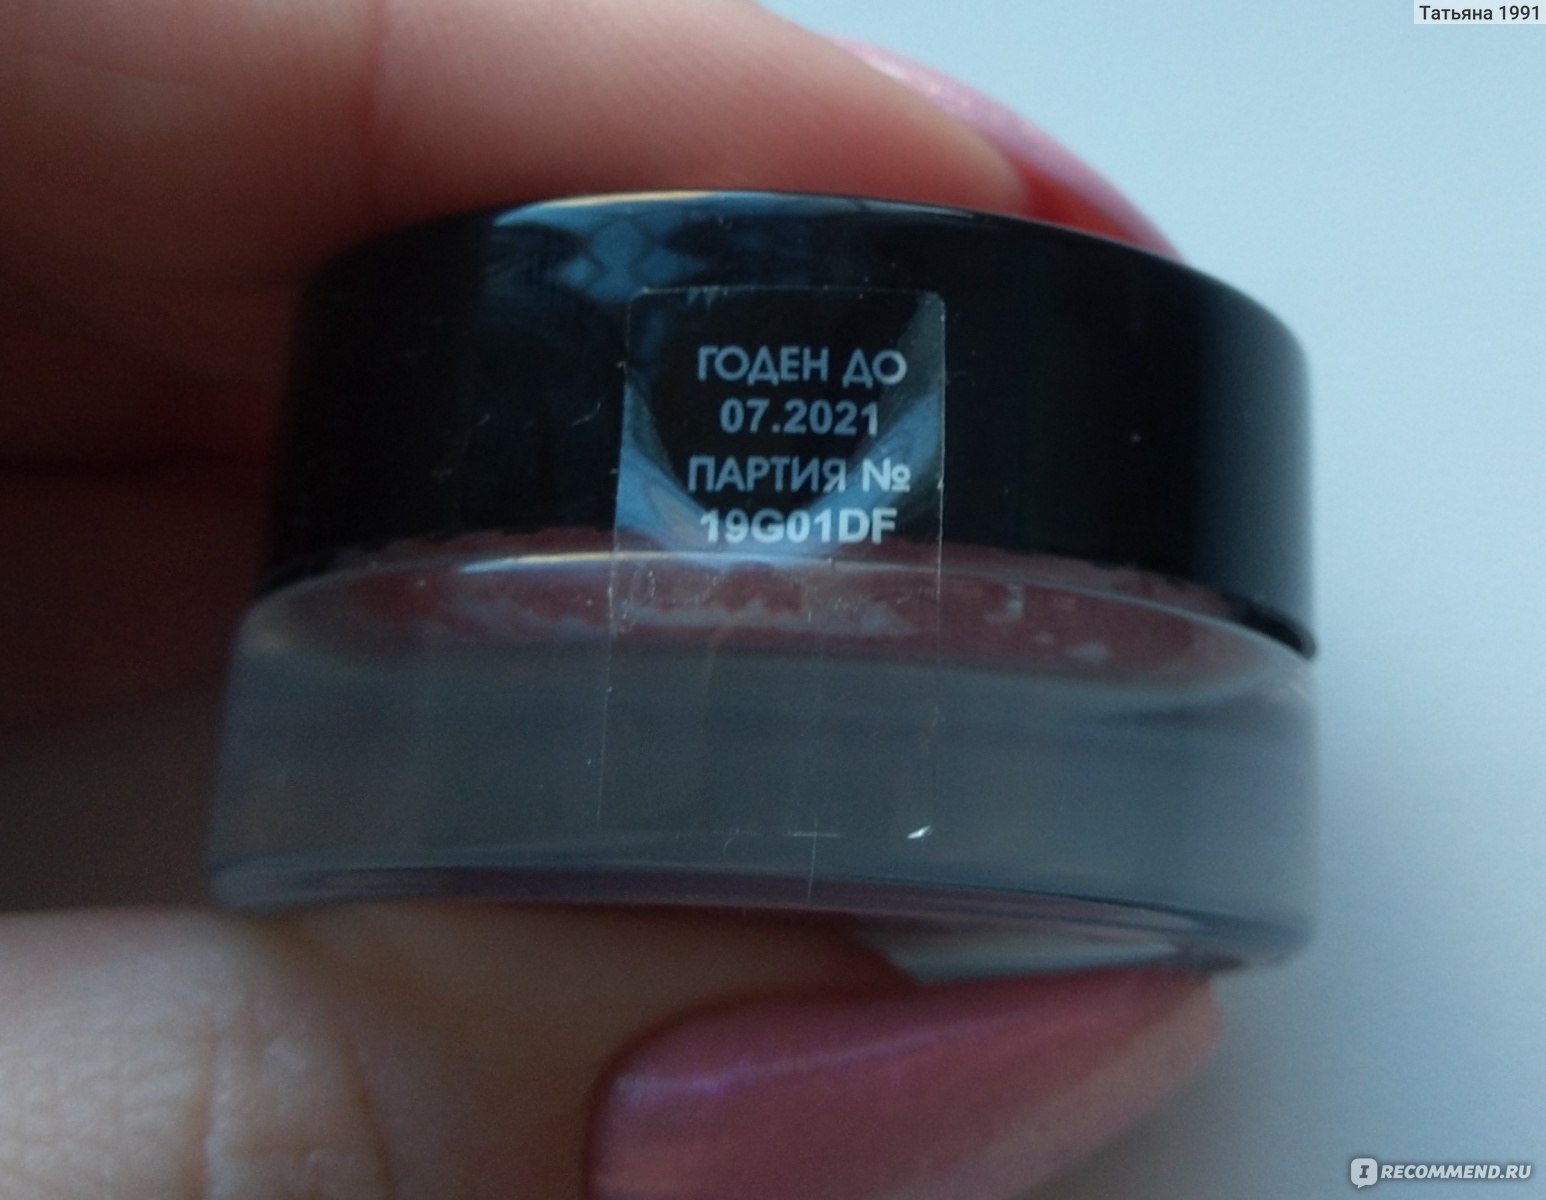 Татьяна 1991
ГОДЕН ДО
07.2021
ПАРТИЯ №
19G01DF
IRECOMMEND.RU